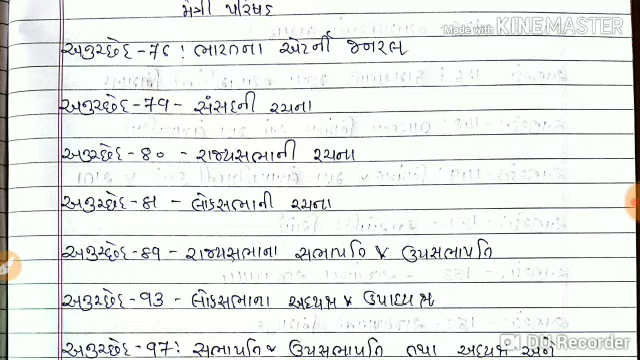 Made with KINEMASTER
મંત્રી પરિષદ
અનુચ્છેદ-76 : ભારતના એટર્ની જનરલ
અનુચ્છેદ-79 - સંસદની રચના
અનુચ્છેદ-80 - રાજ્યસભાની રચના
અનુચ્છેદ-81 - લોકસભાની રચના
અનુચ્છેદ-89 - રાજ્યસભાના સભાપતિ & ઉપસભાપતિ
અનુચ્છેદ-93 - લોકસભાના અધ્યક્ષ & ઉપાધ્યક્ષ
અનુચ્છેદ-97 : સભાપતિ & ઉપસભાપતિ તથા અધ્યક્ષ અને
DU Recorder